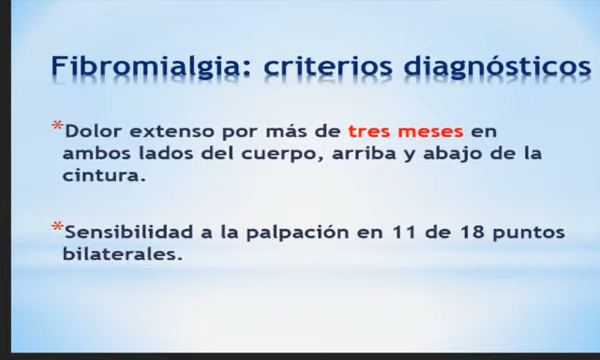 Fibromialgia: criterios diagnósticos
*Dolor extenso por más de tres meses en
ambos lados del cuerpo, arriba y abajo de la
cintura.
*Sensibilidad a la palpación en 11 de 18 puntos
bilaterales.